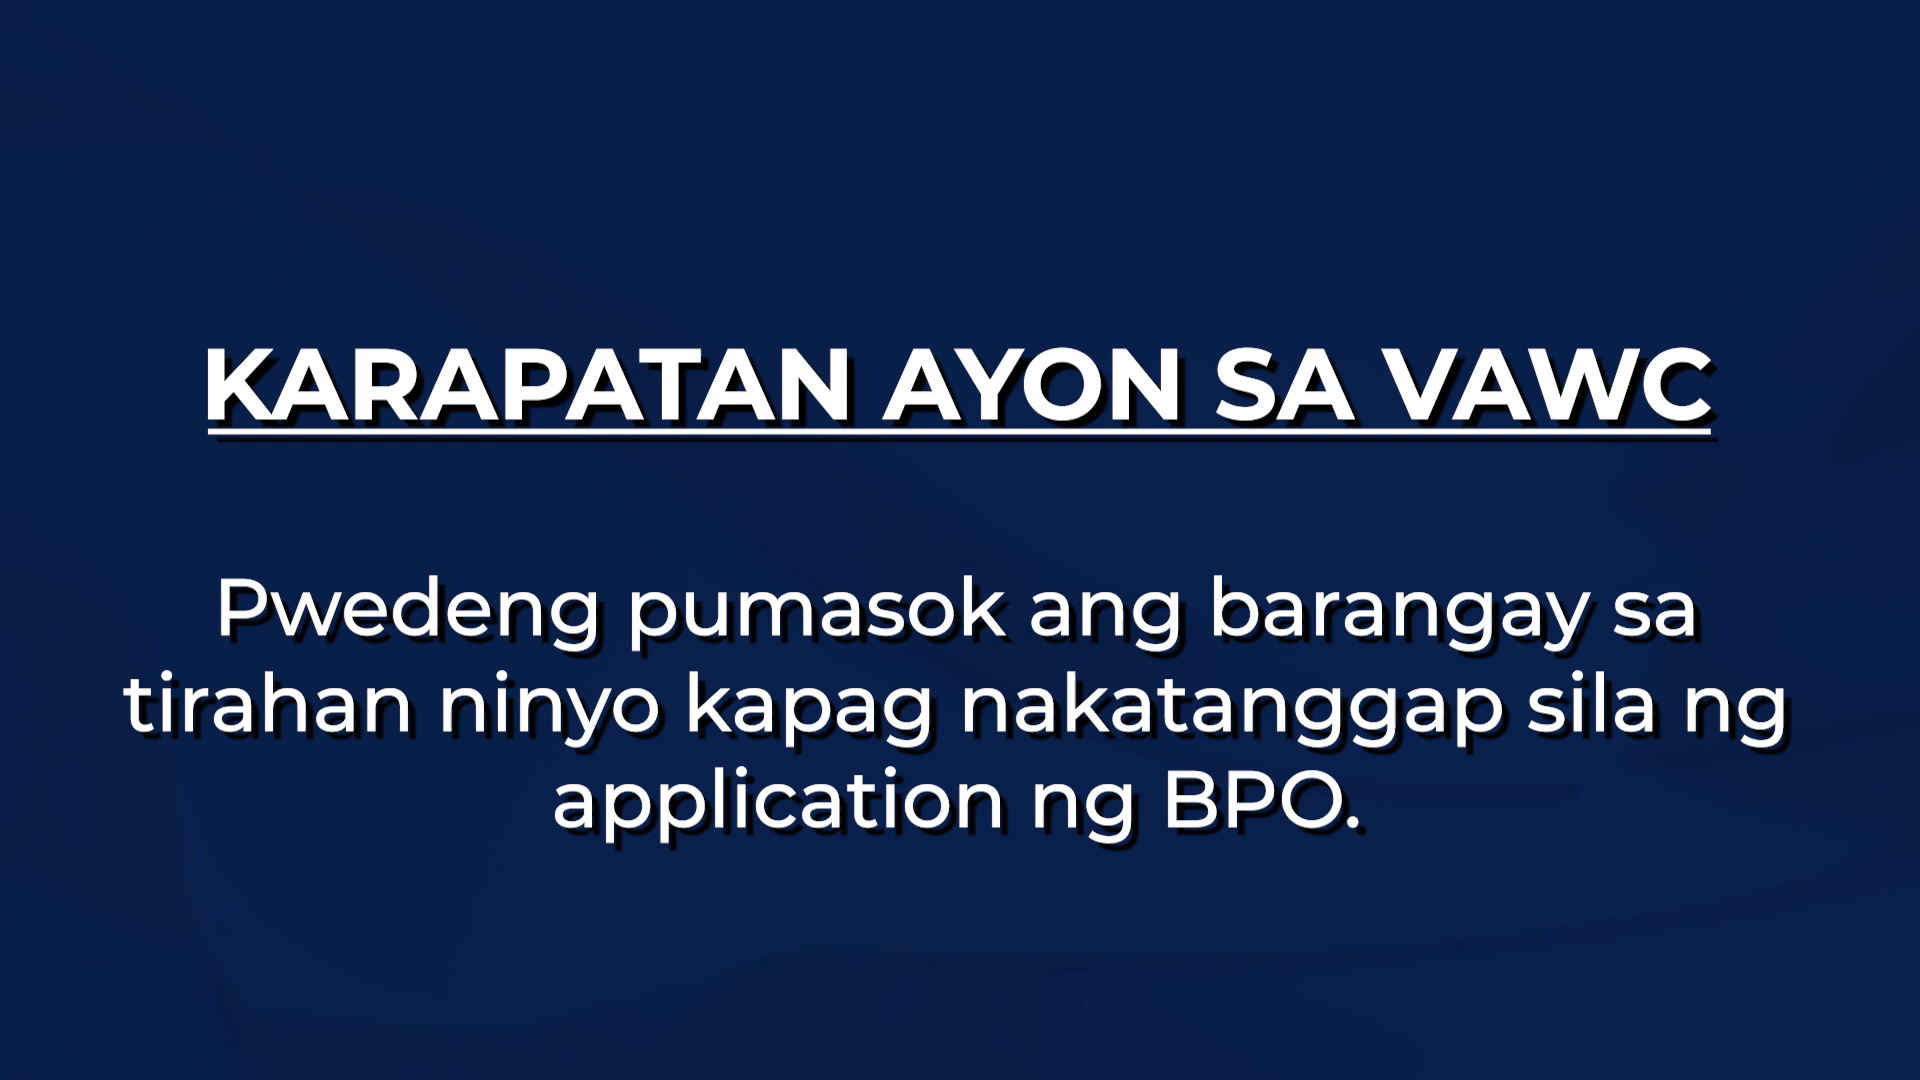 KARAPATAN AYON SA VAWC
Pwedeng pumasok ang barangay sa
tirahan ninyo kapag nakatanggap sila ng
application ng BPO.